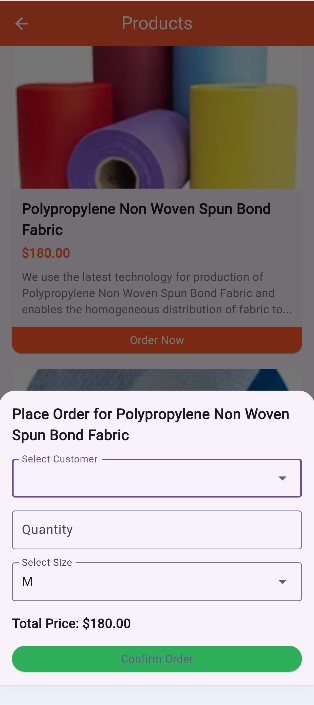 Products
Polypropylene Non Woven Spun Bond
Fabric
$180.00
We use the latest technology for production of
Polypropylene Non Woven Spun Bond Fabric and
enables the homogeneous distribution of fabric to...
Order Now
Place Order for Polypropylene Non Woven
Spun Bond Fabric
Select Customer
Quantity
Select Size
M
Total Price: $180.00
Confirm Order